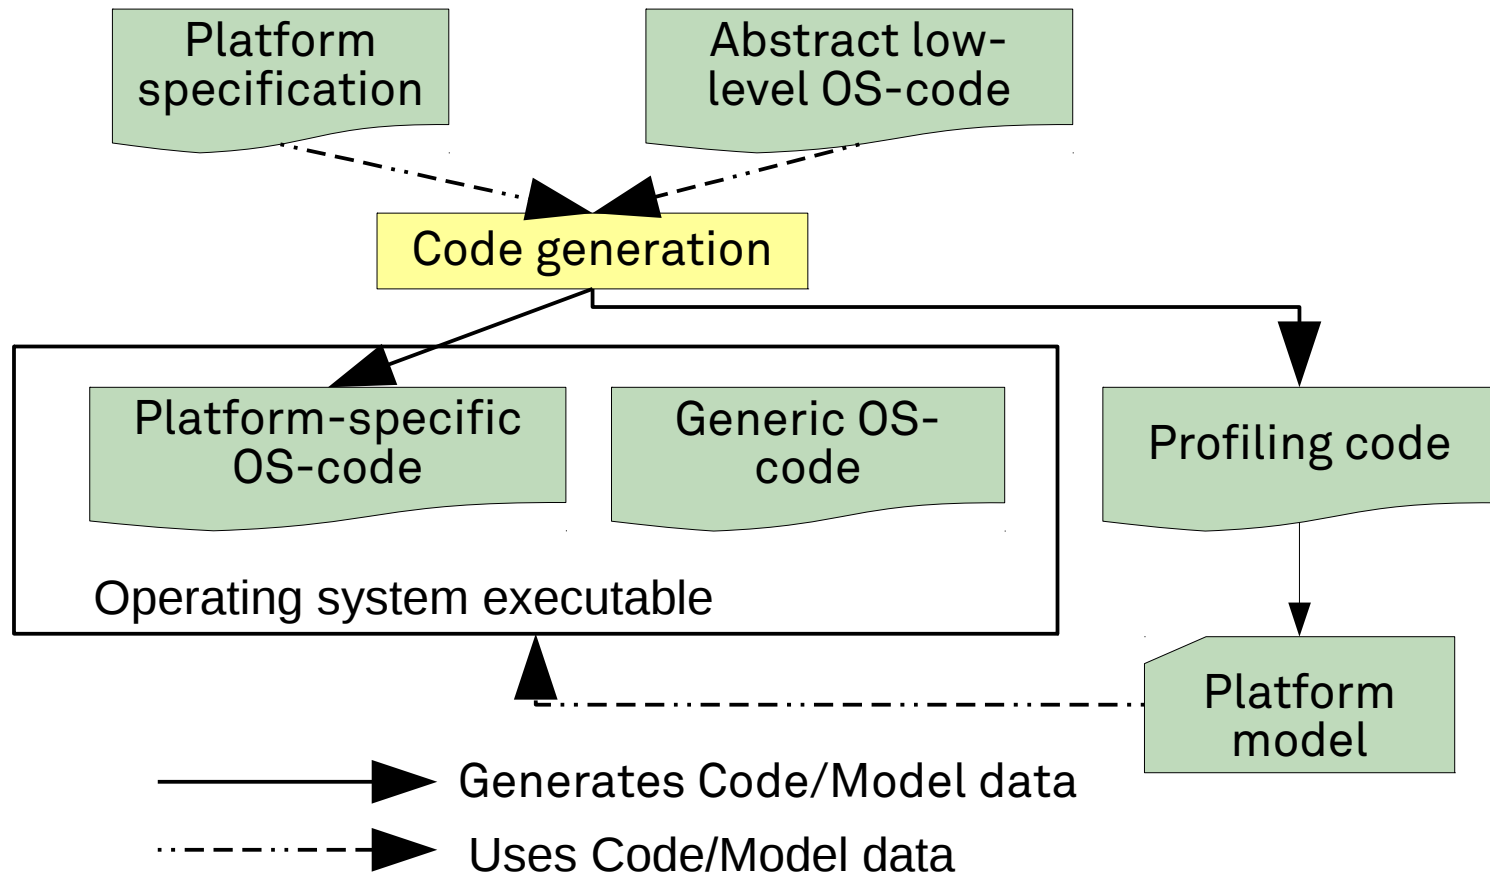 Platform
specification
Abstract low-
level OS-code
Code generation
Platform-specific
OS-code
Generic OS-
code
Profiling code
Operating system executable
Platform
model
Generates Code/Model data
Uses Code/Model data